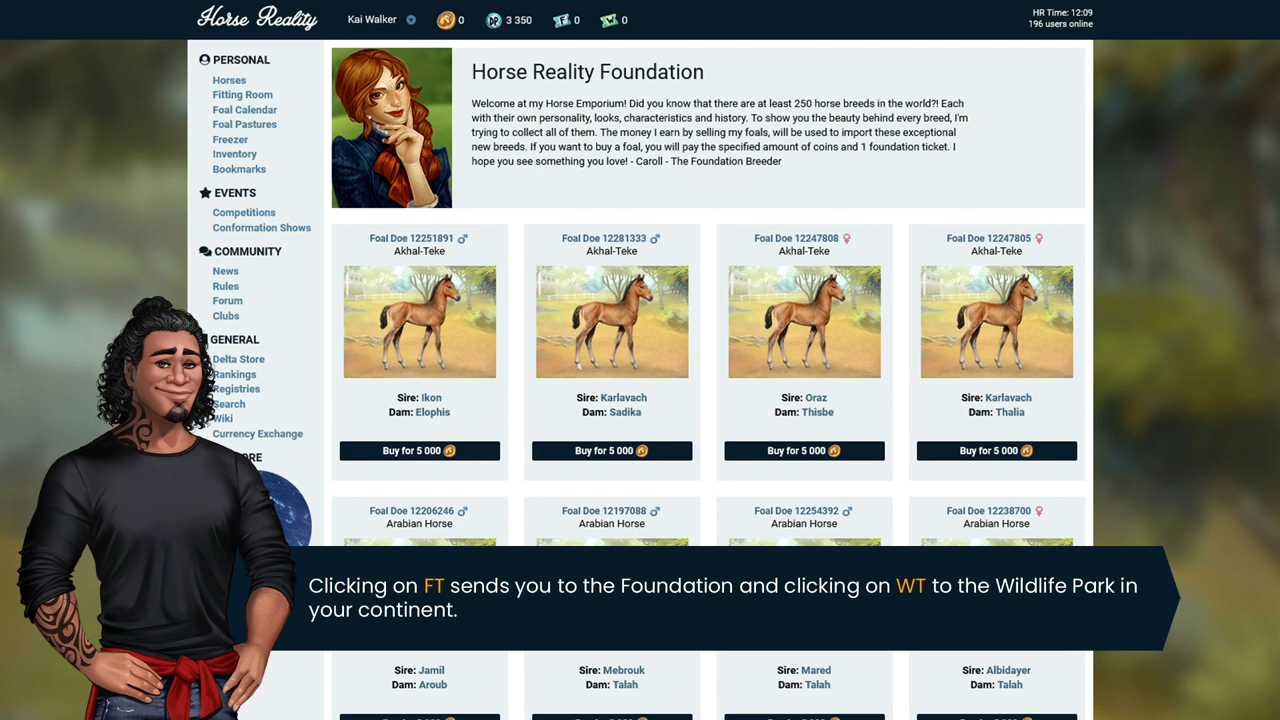 Horse Reality
Kai Walker
0
DP 3 350
F 0
W 0
HR Time: 12:09
196 users online
PERSONAL
Horses
Fitting Room
Foal Calendar
Foal Pastures
Freezer
Inventory
Bookmarks
EVENTS
Competitions
Conformation Shows
COMMUNITY
News
Rules
Forum
Clubs
GENERAL
Delta Store
Rankings
Registries
Search
Wiki
Currency Exchange
Horse Reality Foundation
Welcome at my Horse Emporium! Did you know that there are at least 250 horse breeds in the world?! Each
with their own personality, looks, characteristics and history. To show you the beauty behind every breed, I'm
trying to collect all of them. The money I earn by selling my foals, will be used to import these exceptional
new breeds. If you want to buy a foal, you will pay the specified amount of coins and 1 foundation ticket. I
hope you see something you love! - Caroll - The Foundation Breeder
Foal Doe 12251891 ♂
Akhal-Teke
Sire: Ikon
Dam: Elophis
Buy for 5 000
Foal Doe 12281333 ♂
Akhal-Teke
Sire: Karlavach
Dam: Sadika
Buy for 5 000
Foal Doe 12247808 ♀
Akhal-Teke
Sire: Oraz
Dam: Thisbe
Buy for 5 000
Foal Doe 12247805 ♀
Akhal-Teke
Sire: Karlavach
Dam: Thalia
Buy for 5 000
Foal Doe 12206246 ♂
Arabian Horse
Sire: Jamil
Dam: Aroub
Foal Doe 12197088 ♂
Arabian Horse
Sire: Mebrouk
Dam: Talah
Foal Doe 12254392 ♂
Arabian Horse
Sire: Mared
Dam: Talah
Foal Doe 12238700 ♀
Arabian Horse
Sire: Albidayer
Dam: Talah
Clicking on FT sends you to the Foundation and clicking on WT to the Wildlife Park in
your continent.